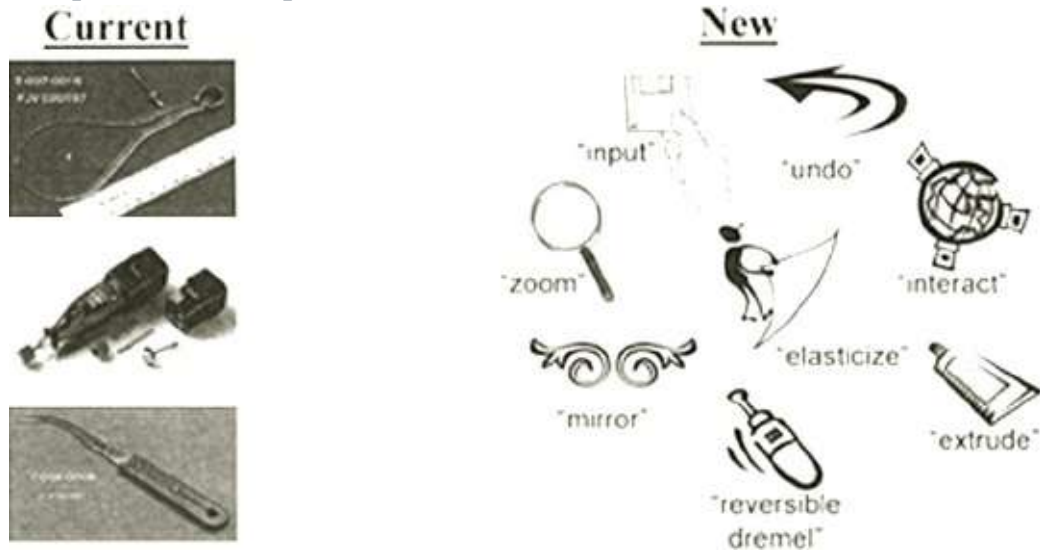 Current
New
"input"
"undo"
"zoom"
"interact"
"elasticize"
"mirror"
"extrude"
"reversible
dremel"